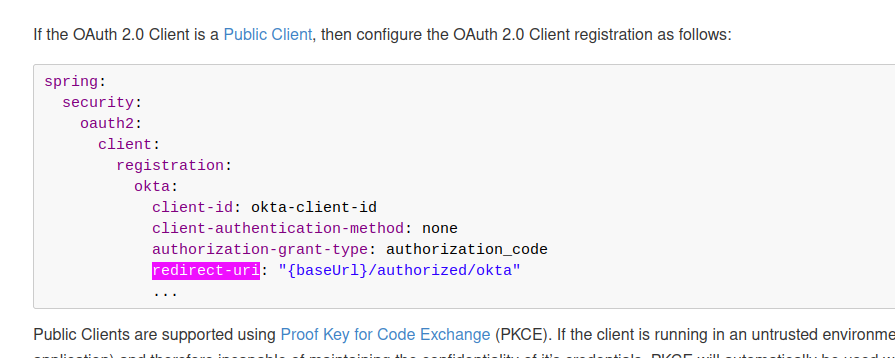 If the OAuth 2.0 Client is a Public Client, then configure the OAuth 2.0 Client registration as follows:
spring:
  security:
    oauth2:
      client:
        registration:
          okta:
            client-id: okta-client-id
            client-authentication-method: none
            authorization-grant-type: authorization_code
            redirect-uri: "{baseUrl}/authorized/okta"
            ...
Public Clients are supported using Proof Key for Code Exchange (PKCE). If the client is running in an untrusted